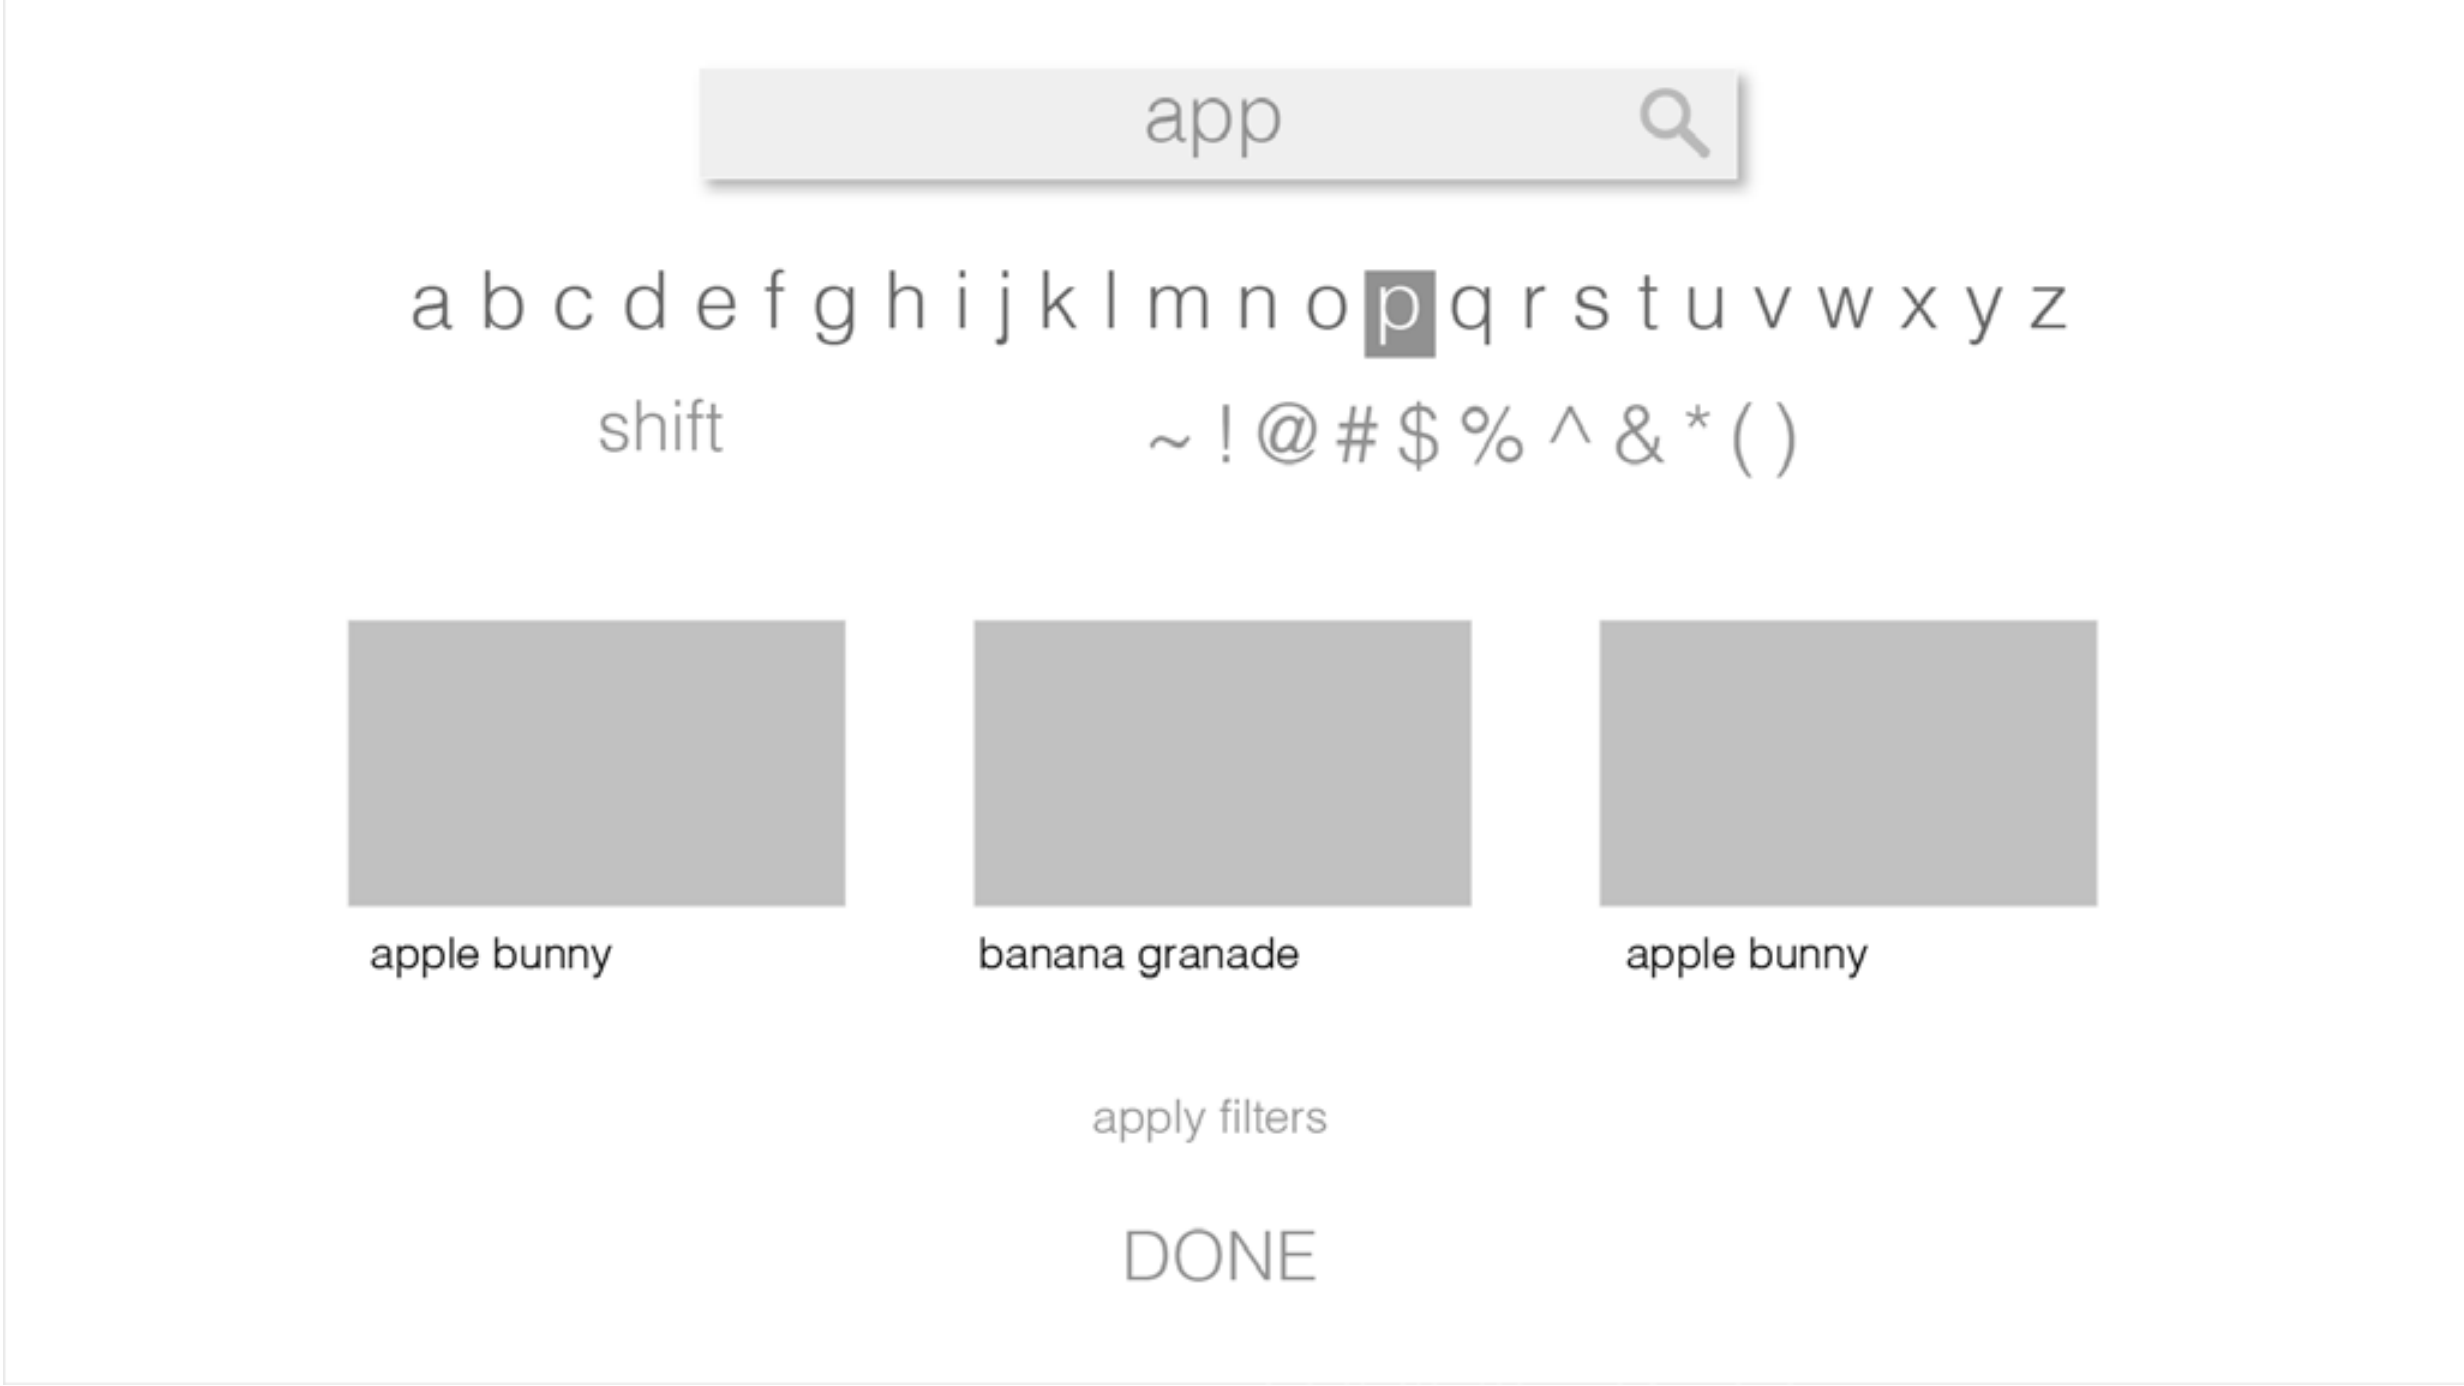 app
a b c d e f g h i j k l m n o p q r s t u v w x y z
shift ~ ! @ # $ % ^ & * ( )
apple bunny banana granade apple bunny
apply filters
DONE